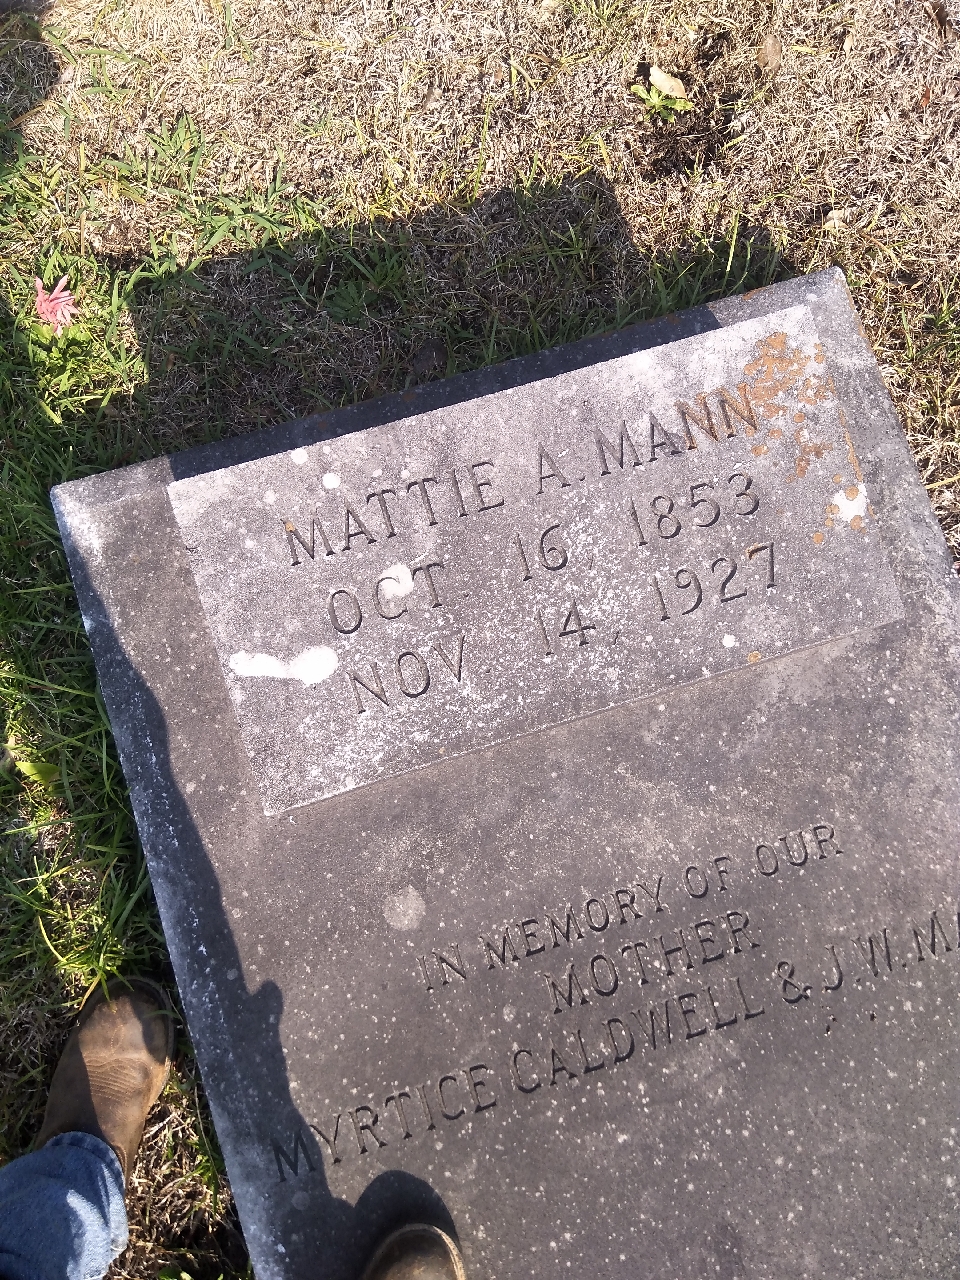 MATTIE A. MANN
OCT. 16, 1853
NOV. 14, 1927
IN MEMORY OF OUR
MOTHER
MYRTICE CALDWELL & J.W.